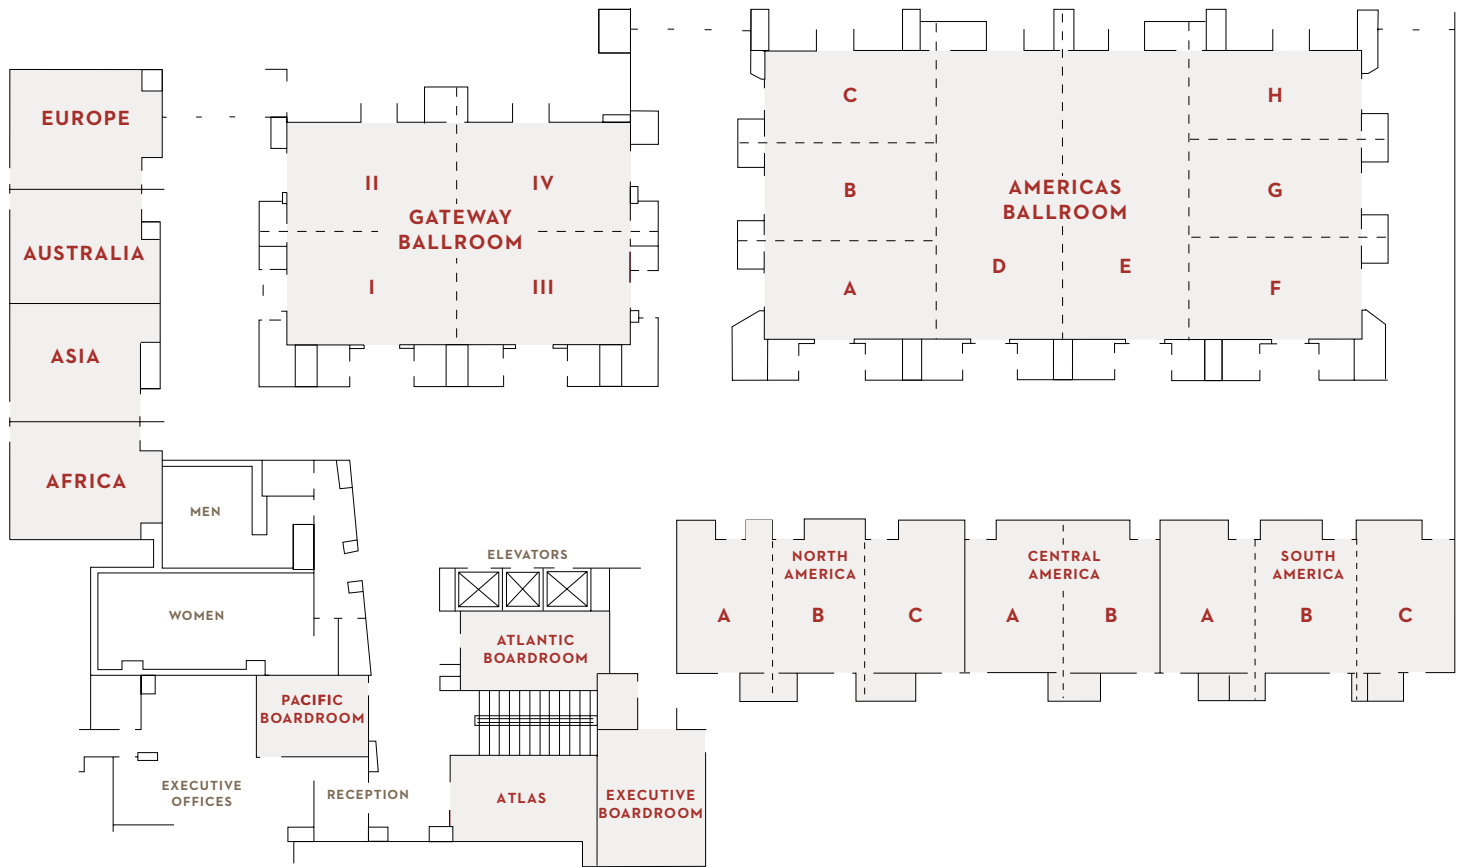 EUROPE
AUSTRALIA
ASIA
AFRICA
II
IV
GATEWAY
BALLROOM
I
III
C
H
B
AMERICAS
BALLROOM
G
D
E
A
F
MEN
WOMEN
ELEVATORS
ATLANTIC
BOARDROOM
PACIFIC
BOARDROOM
EXECUTIVE
OFFICES
RECEPTION
ATLAS
EXECUTIVE
BOARDROOM
NORTH
AMERICA
A
B
C
CENTRAL
AMERICA
A
B
SOUTH
AMERICA
A
B
C